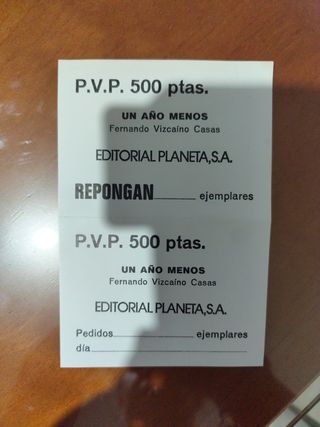 P.V.P. 500 ptas.
UN AÑO MENOS
Fernando Vizcaíno Casas
EDITORIAL PLANETA,S.A.
REPONGAN ejemplares
P.V.P. 500 ptas.
UN AÑO MENOS
Fernando Vizcaíno Casas
EDITORIAL PLANETA,S.A.
Pedidos ejemplares
día